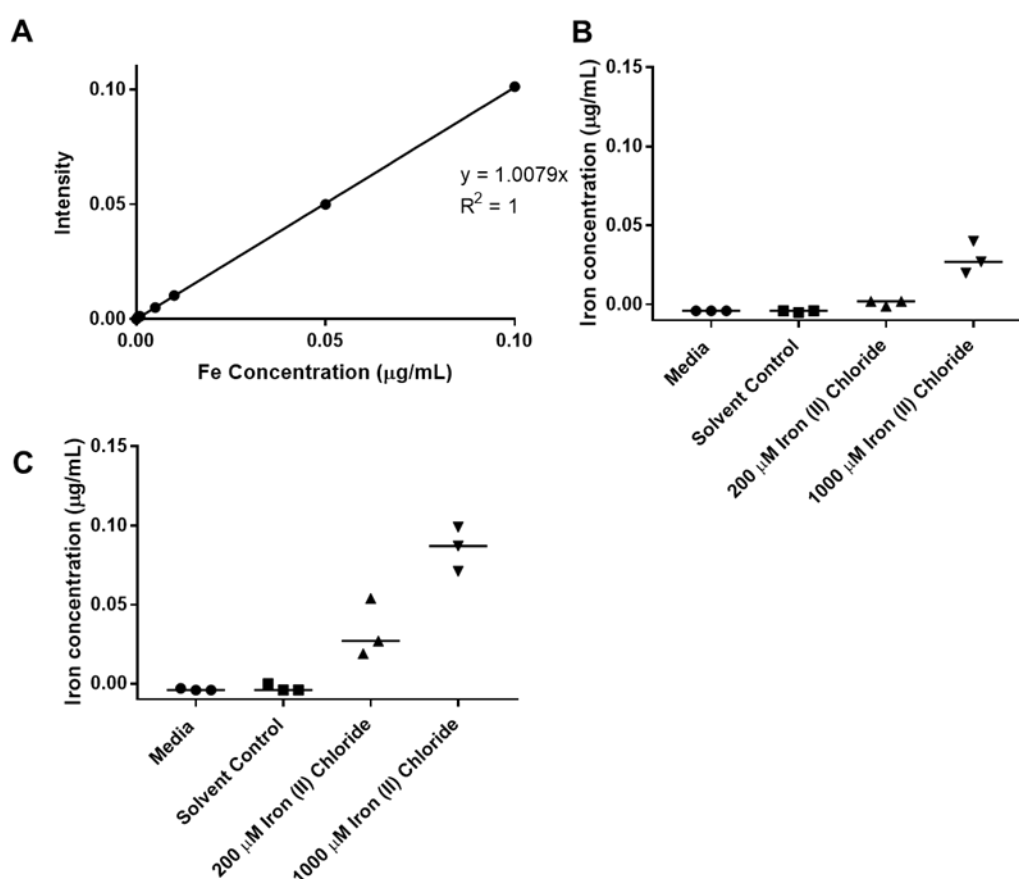 A
Intensity
0.10
0.05
0.00
0.00 0.05 0.10
Fe Concentration (μg/mL)
y = 1.0079x
R² = 1
B
Iron concentration (μg/mL)
0.15
0.10
0.05
0.00
Media
Solvent Control
200 μM Iron (II) Chloride
1000 μM Iron (II) Chloride
C
Iron concentration (μg/mL)
0.15
0.10
0.05
0.00
Media
Solvent Control
200 μM Iron (II) Chloride
1000 μM Iron (II) Chloride